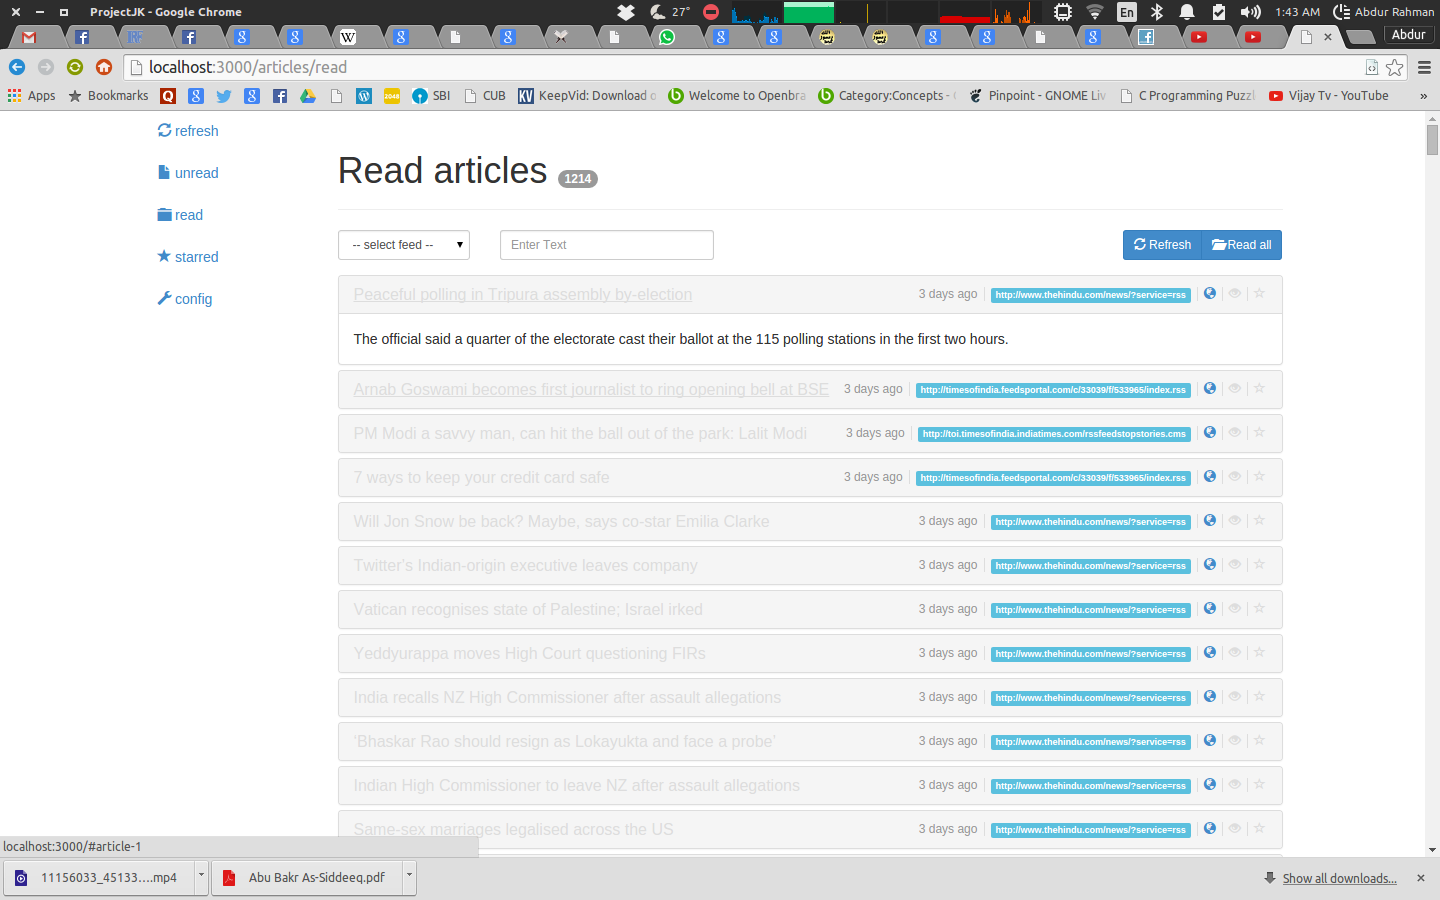 ProjectJK - Google Chrome
27°
En
1:43 AM
Abdur Rahman
Abdur
localhost:3000/articles/read
Apps
Bookmarks
SBI
CUB
KeepVid: Download
Welcome to Openbra
Category:Concepts -
Pinpoint - GNOME Liv
C Programming Puzzl
Vijay Tv - YouTube
»
refresh
unread
read
starred
config
Read articles 1214
-- select feed --
Enter Text
Refresh
Read all
Peaceful polling in Tripura assembly by-election 3 days ago http://www.thehindu.com/news/?service=rss
The official said a quarter of the electorate cast their ballot at the 115 polling stations in the first two hours.
Arnab Goswami becomes first journalist to ring opening bell at BSE 3 days ago http://timesofindia.feedsportal.com/c/33039/f/533965/index.rss
PM Modi a savvy man, can hit the ball out of the park: Lalit Modi 3 days ago http://toi.timesofindia.indiatimes.com/rssfeedstopstories.cms
7 ways to keep your credit card safe 3 days ago http://timesofindia.feedsportal.com/c/33039/f/533965/index.rss
Will Jon Snow be back? Maybe, says co-star Emilia Clarke 3 days ago http://www.thehindu.com/news/?service=rss
Twitter's Indian-origin executive leaves company 3 days ago http://www.thehindu.com/news/?service=rss
Vatican recognises state of Palestine; Israel irked 3 days ago http://www.thehindu.com/news/?service=rss
Yeddyurappa moves High Court questioning FIRs 3 days ago http://www.thehindu.com/news/?service=rss
India recalls NZ High Commissioner after assault allegations 3 days ago http://www.thehindu.com/news/?service=rss
'Bhaskar Rao should resign as Lokayukta and face a probe' 3 days ago http://www.thehindu.com/news/?service=rss
Indian High Commissioner to leave NZ after assault allegations 3 days ago http://www.thehindu.com/news/?service=rss
Same-sex marriages legalised across the US 3 days ago http://www.thehindu.com/news/?service=rss
localhost:3000/#article-1
11156033_45133....mp4
Abu Bakr As-Siddeeq.pdf
Show all downloads...